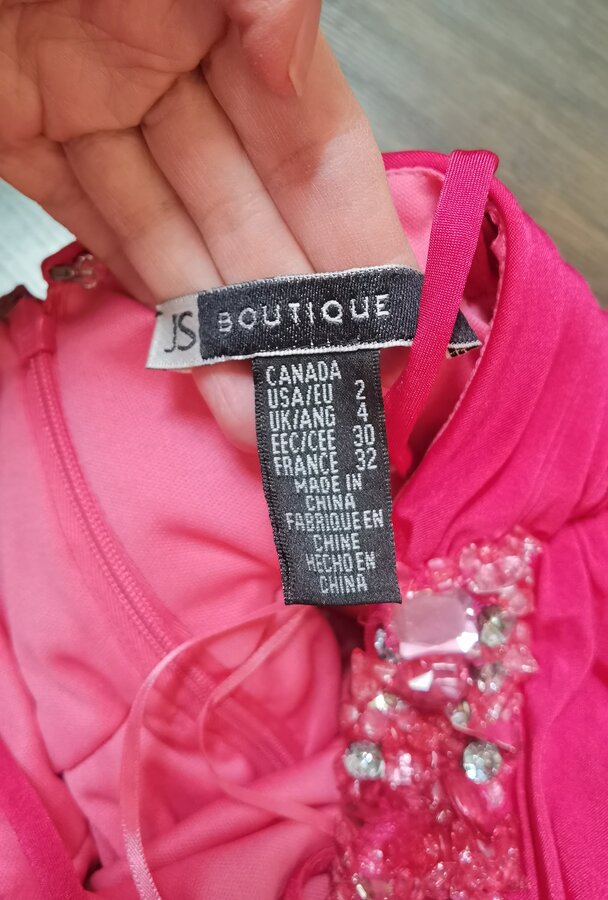 JS BOUTIQUE
CANADA
USA/EU 2
UK/ANG 4
EEC/CEE 30
FRANCE 32
MADE IN
CHINA
FABRIQUE EN
CHINE
HECHO EN
CHINA